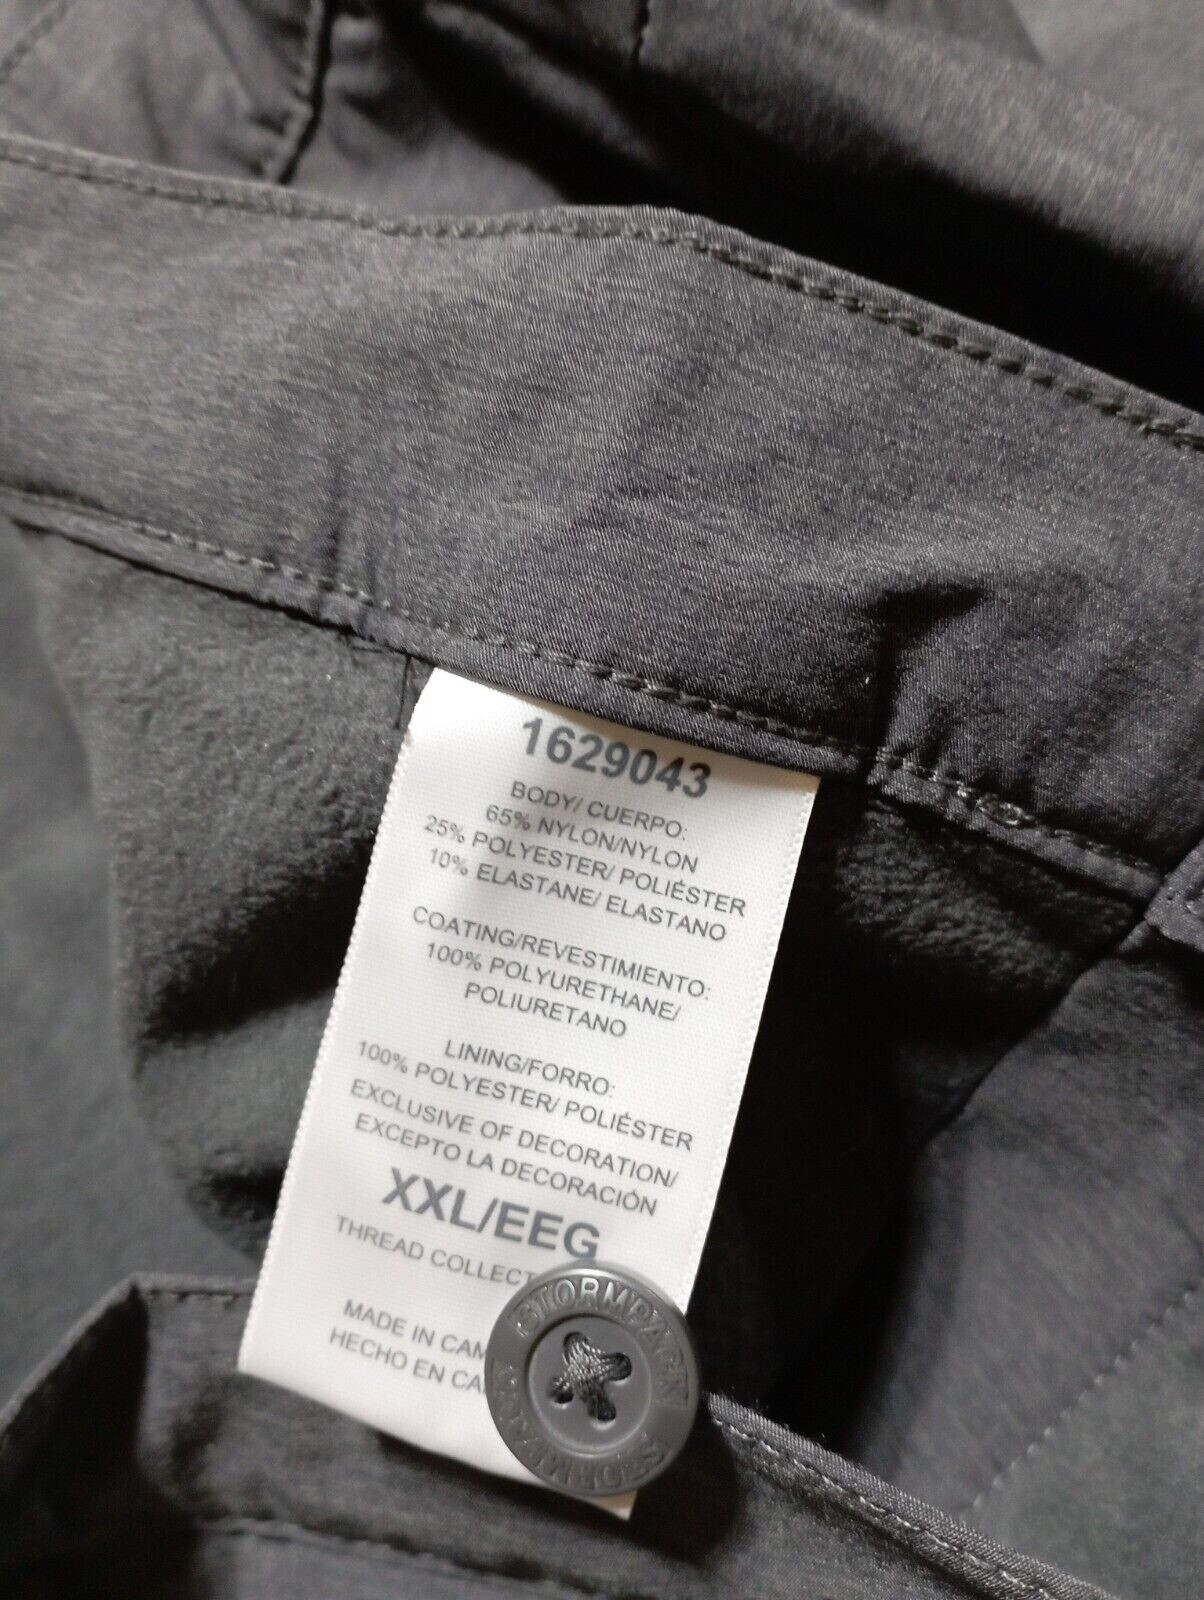 1629043
BODY/ CUERPO:
65% NYLON/NYLON
25% POLYESTER/ POLIÉSTER
10% ELASTANE/ ELASTANO
COATING/REVESTIMIENTO:
100% POLYURETHANE/
POLIURETANO
LINING/FORRO:
100% POLYESTER/ POLIÉSTER
EXCLUSIVE OF DECORATION/
EXCEPTO LA DECORACIÓN
XXL/EEG
THREAD COLLECT
MADE IN CAM
HECHO EN CA
STORMPACK